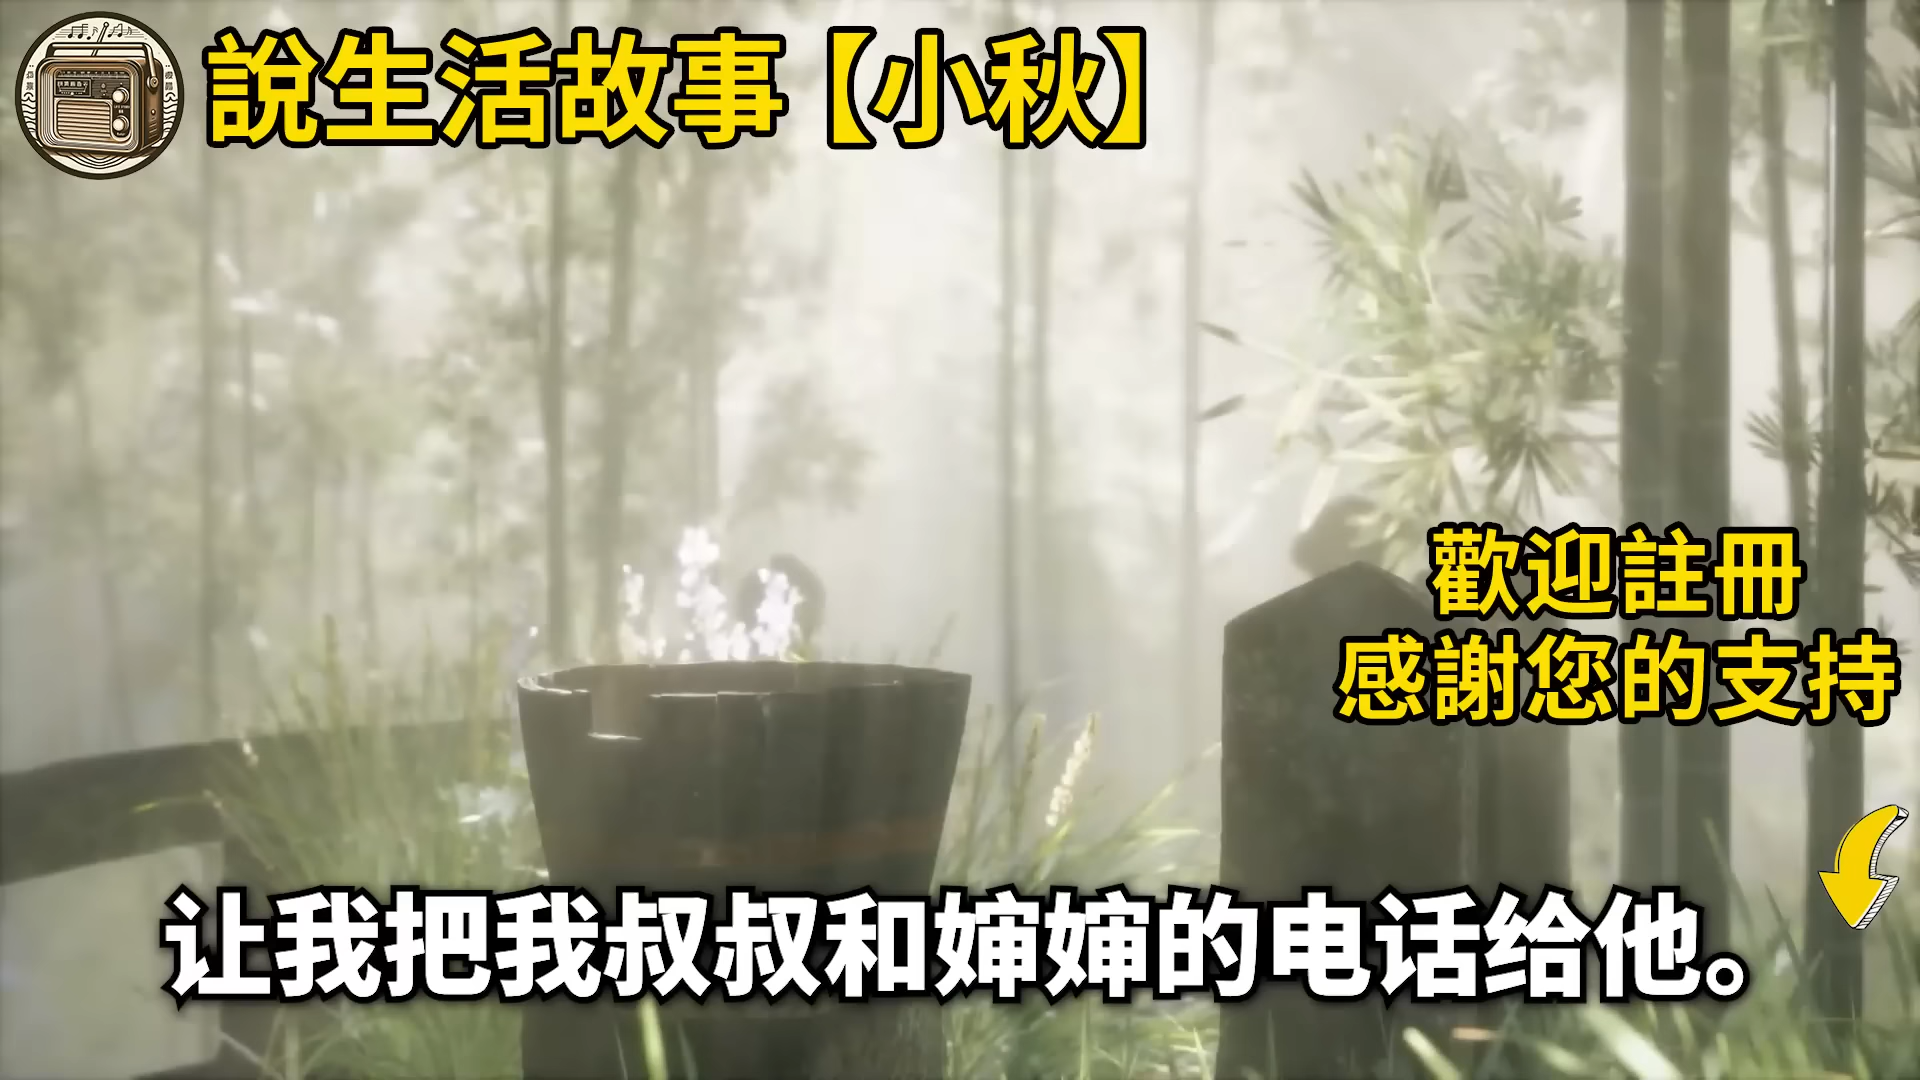 說生活故事【小秋】
歡迎註冊
感謝您的支持
让我把我叔叔和婶婶的电话给他。